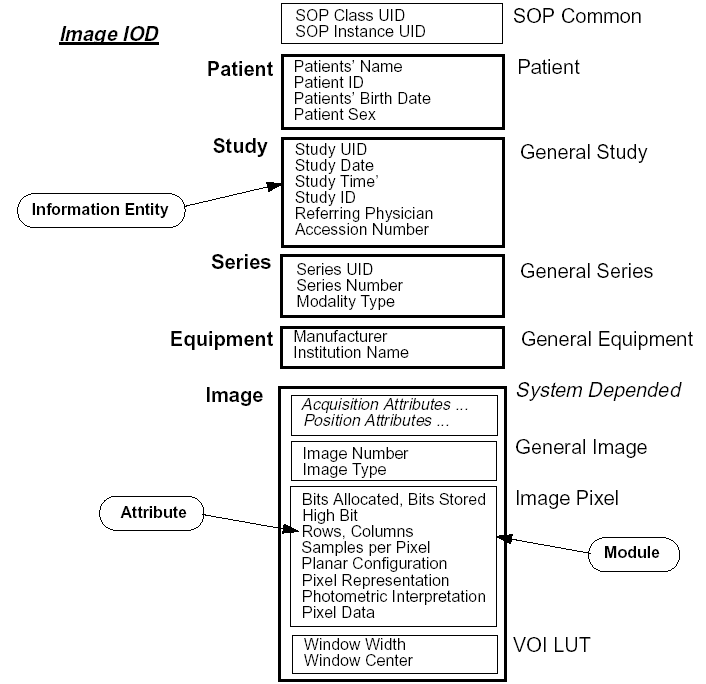 Image IOD
SOP Class UID
SOP Instance UID
SOP Common
Patient
Patients' Name
Patient ID
Patients' Birth Date
Patient Sex
Patient
Study
Study UID
Study Date
Study Time'
Study ID
Referring Physician
Accession Number
General Study
Information Entity
Series
Series UID
Series Number
Modality Type
General Series
Equipment
Manufacturer
Institution Name
General Equipment
Image
System Depended
Acquisition Attributes ...
Position Attributes ...
Image Number
Image Type
General Image
Bits Allocated, Bits Stored
High Bit
Rows, Columns
Samples per Pixel
Planar Configuration
Pixel Representation
Photometric Interpretation
Pixel Data
Image Pixel
Attribute
Module
Window Width
Window Center
VOI LUT